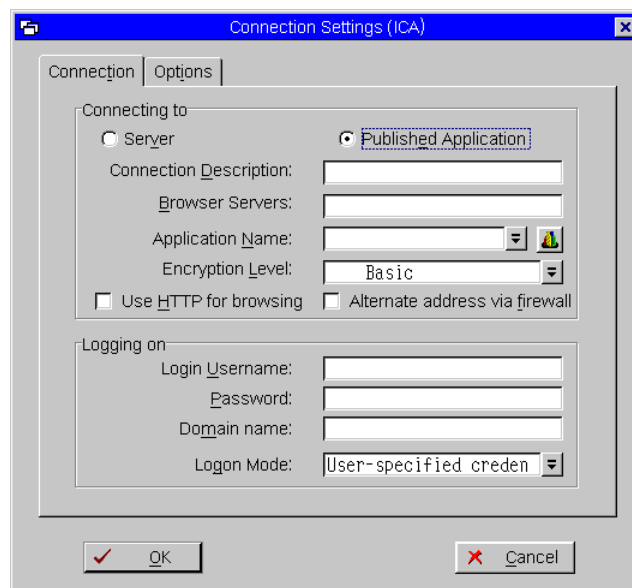 Connection Settings (ICA)
Connection Options
Connecting to
Server Published Application
Connection Description:
Browser Servers:
Application Name:
Encryption Level: Basic
Use HTTP for browsing Alternate address via firewall
Logging on
Login Username:
Password:
Domain name:
Logon Mode: User-specified creden
OK Cancel